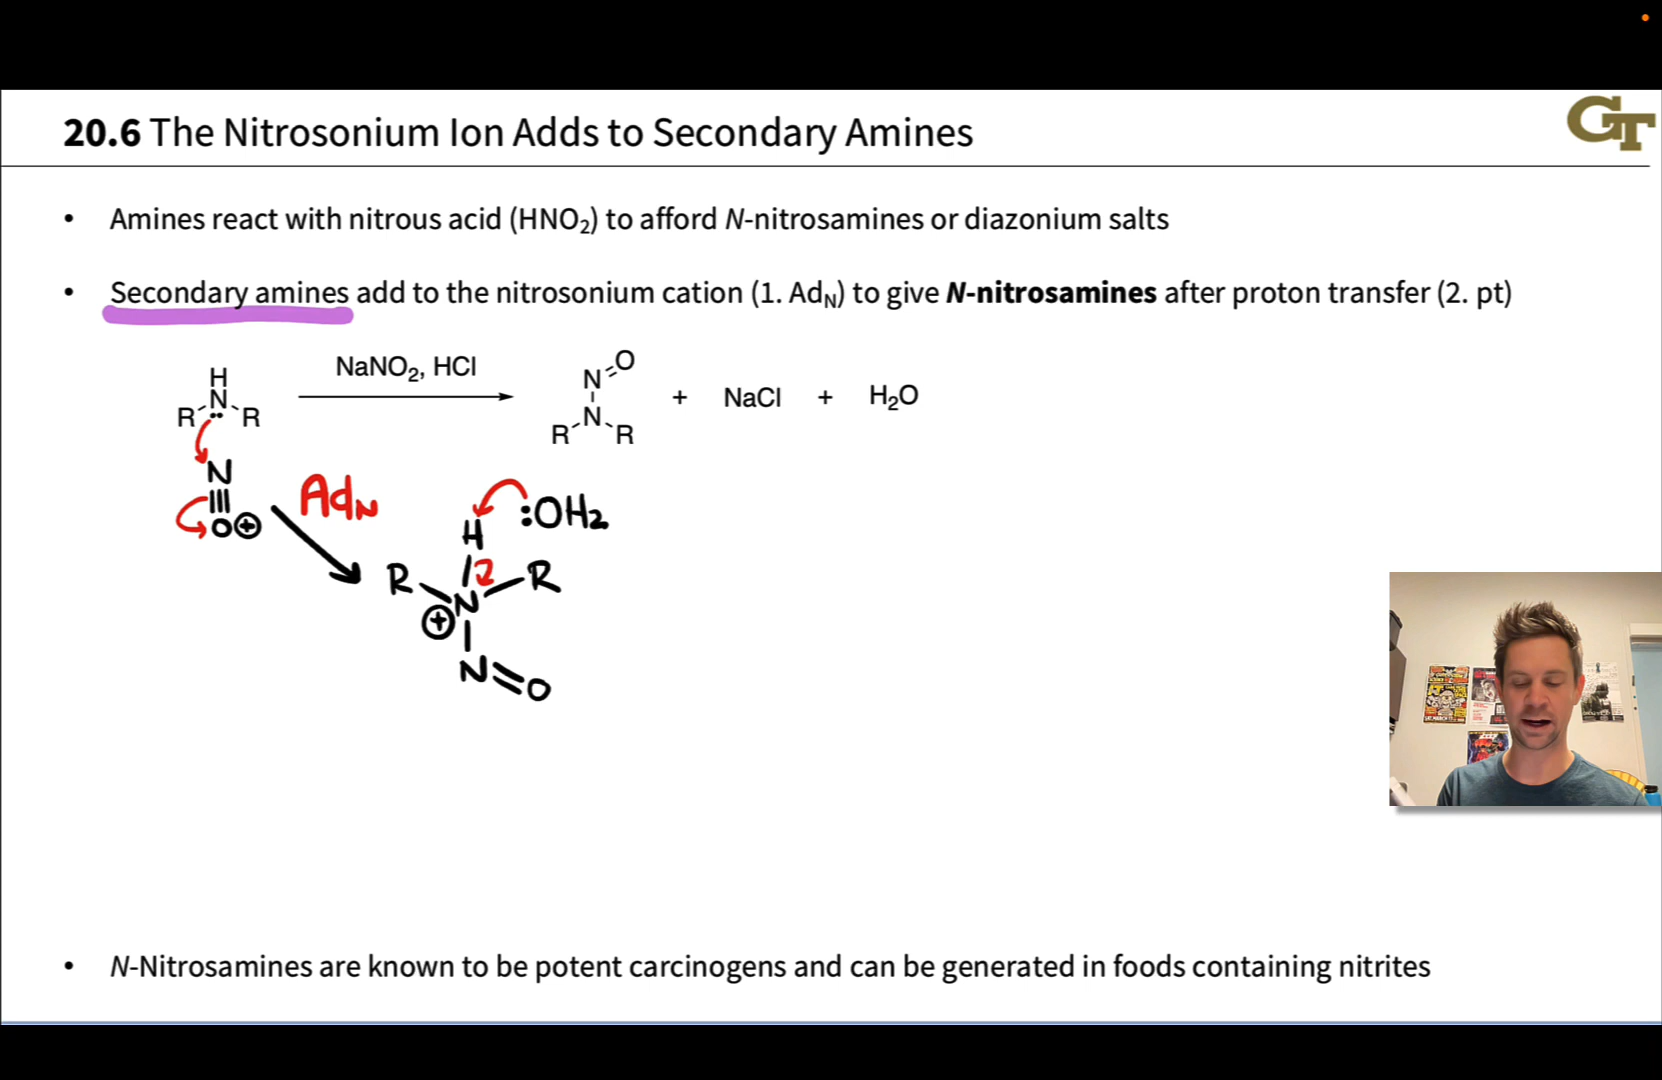 20.6 The Nitrosonium Ion Adds to Secondary Amines
GT
• Amines react with nitrous acid (HNO₂) to afford N-nitrosamines or diazonium salts
• Secondary amines add to the nitrosonium cation (1. Ad_N) to give N-nitrosamines after proton transfer (2. pt)
H
N
R R
NaNO₂, HCl
N=O
N
R R
+ NaCl + H₂O
N
≡
O⊕
AdN
H :OH₂
R N R
⊕
N=O
• N-Nitrosamines are known to be potent carcinogens and can be generated in foods containing nitrites